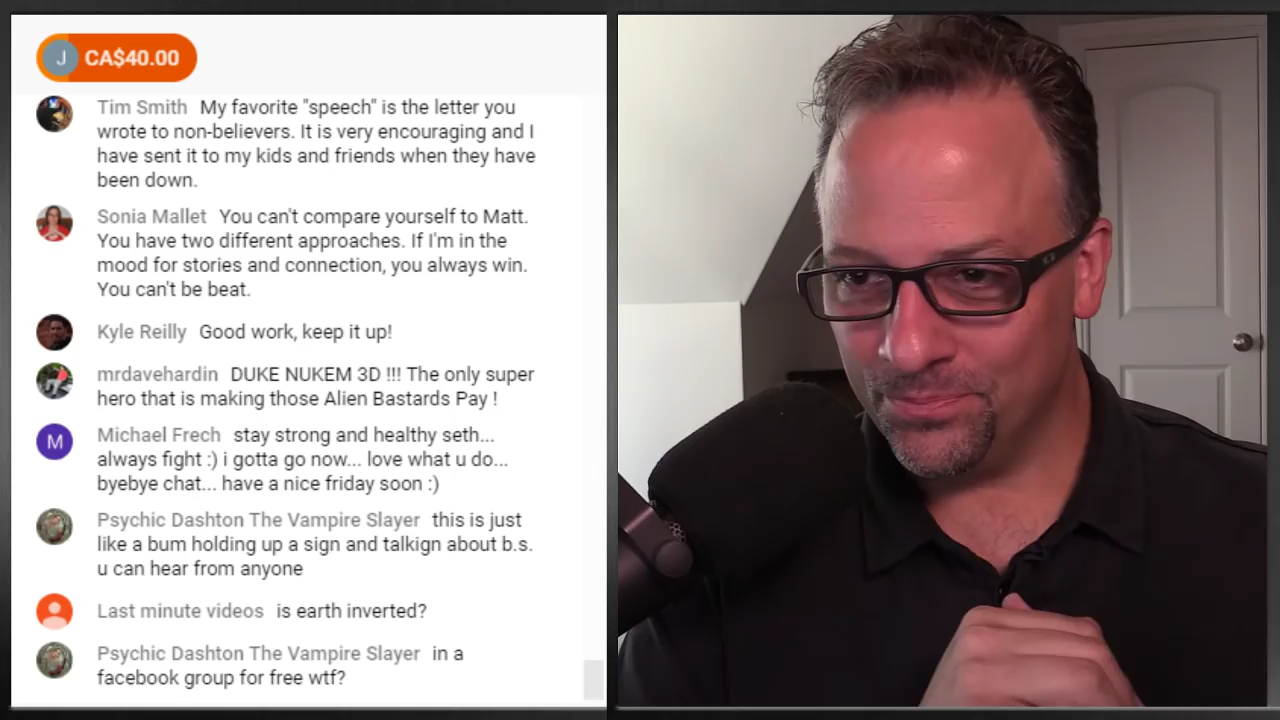 J CA$40.00
Tim Smith My favorite "speech" is the letter you
wrote to non-believers. It is very encouraging and I
have sent it to my kids and friends when they have
been down.
Sonia Mallet You can't compare yourself to Matt.
You have two different approaches. If I'm in the
mood for stories and connection, you always win.
You can't be beat.
Kyle Reilly Good work, keep it up!
mrdavehardin DUKE NUKEM 3D !!! The only super
hero that is making those Alien Bastards Pay !
M Michael Frech stay strong and healthy seth...
always fight :) i gotta go now... love what u do...
byebye chat... have a nice friday soon :)
Psychic Dashton The Vampire Slayer this is just
like a bum holding up a sign and talkign about b.s.
u can hear from anyone
Last minute videos is earth inverted?
Psychic Dashton The Vampire Slayer in a
facebook group for free wtf?